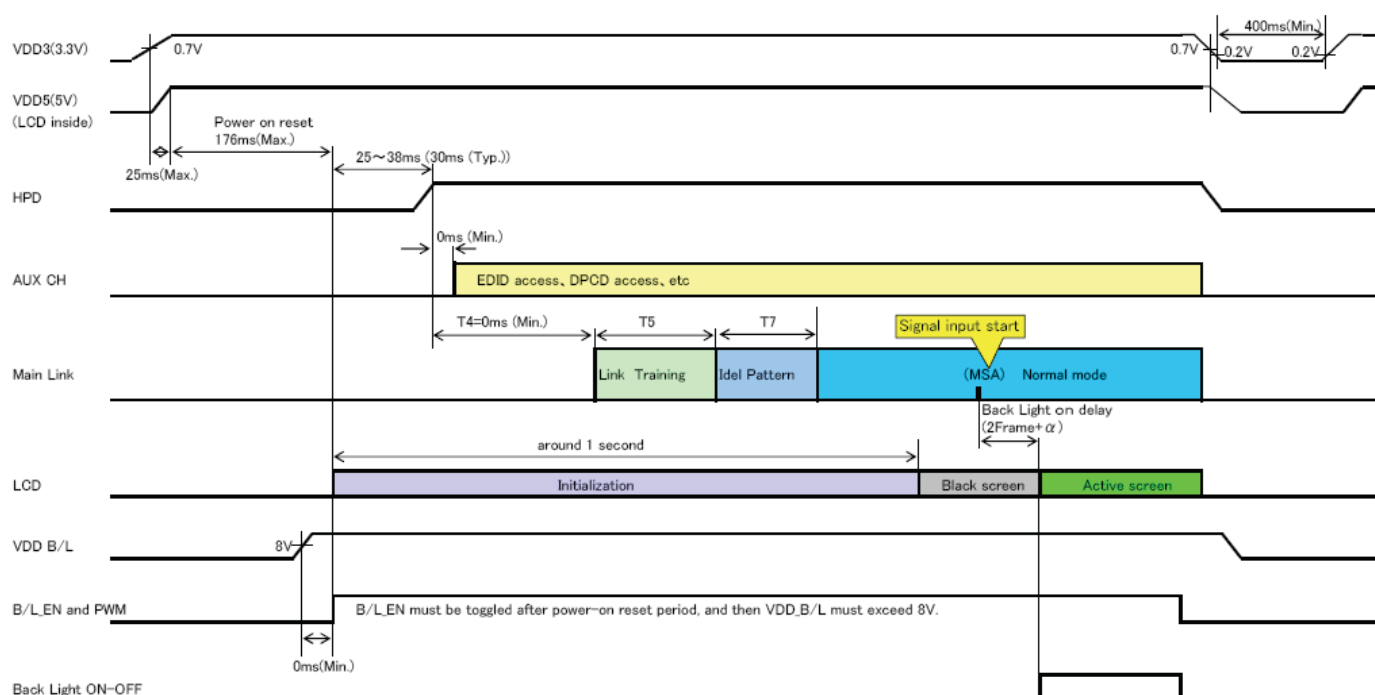 400ms(Min.)
VDD3(3.3V)
0.7V
0.7V
0.2V
0.2V
VDD5(5V)
(LCD inside)
Power on reset
176ms(Max.)
25~38ms (30ms (Typ.))
25ms(Max.)
HPD
0ms (Min.)
AUX CH
EDID access、DPCD access、etc
T4=0ms (Min.)
T5
T7
Signal input start
Main Link
Link Training
Idel Pattern
(MSA) Normal mode
Back Light on delay
(2Frame+α)
around 1 second
LCD
Initialization
Black screen
Active screen
VDD B/L
8V
B/L_EN and PWM
B/L_EN must be toggled after power-on reset period, and then VDD_B/L must exceed 8V.
0ms(Min.)
Back Light ON-OFF